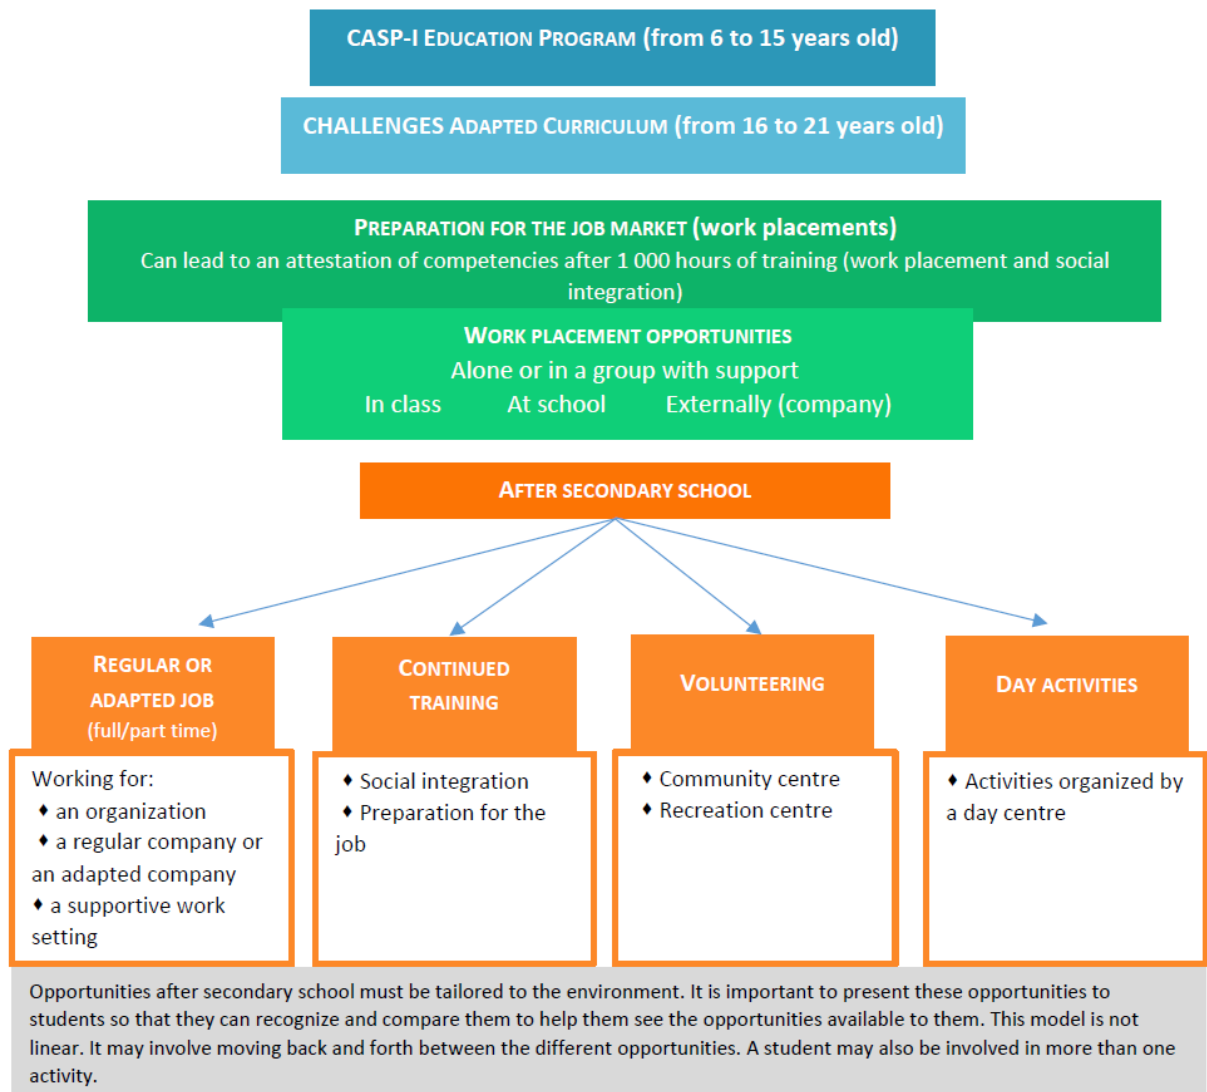 CASP-I EDUCATION PROGRAM (from 6 to 15 years old)
CHALLENGES ADAPTED CURRICULUM (from 16 to 21 years old)
PREPARATION FOR THE JOB MARKET (work placements)
Can lead to an attestation of competencies after 1 000 hours of training (work placement and social
integration)
WORK PLACEMENT OPPORTUNITIES
Alone or in a group with support
In class At school Externally (company)
AFTER SECONDARY SCHOOL
REGULAR OR
ADAPTED JOB
(full/part time)
Working for:
♦ an organization
♦ a regular company or
an adapted company
♦ a supportive work
setting
CONTINUED
TRAINING
♦ Social integration
♦ Preparation for the
job
VOLUNTEERING
♦ Community centre
♦ Recreation centre
DAY ACTIVITIES
♦ Activities organized by
a day centre
Opportunities after secondary school must be tailored to the environment. It is important to present these opportunities to
students so that they can recognize and compare them to help them see the opportunities available to them. This model is not
linear. It may involve moving back and forth between the different opportunities. A student may also be involved in more than one
activity.